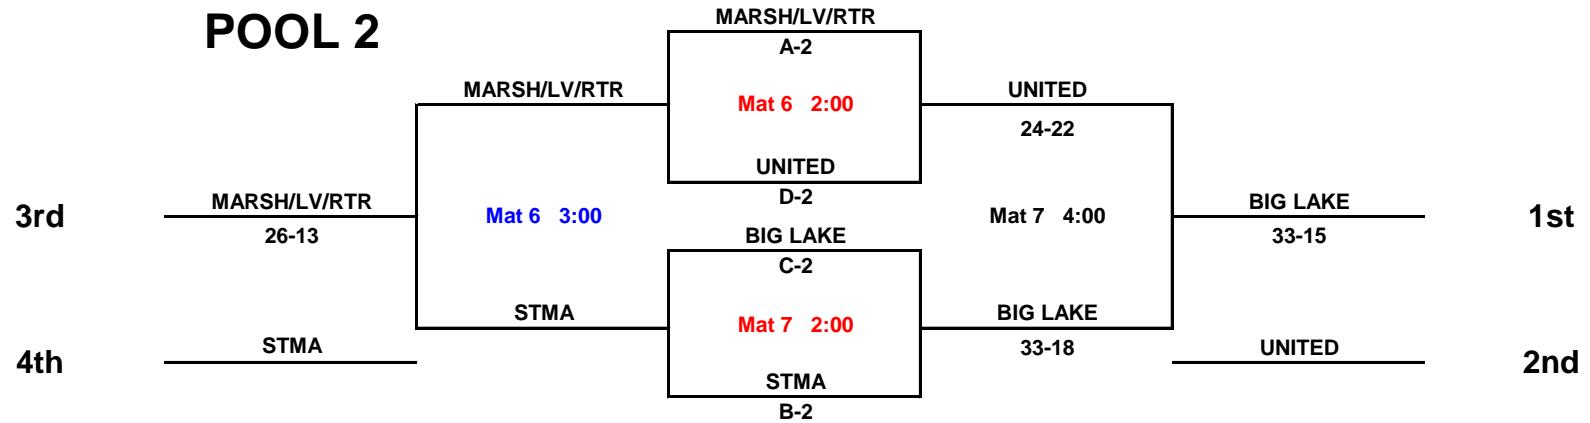 POOL 2
MARSH/LV/RTR
A-2
MARSH/LV/RTR
Mat 6 2:00
UNITED
24-22
UNITED
D-2
3rd
MARSH/LV/RTR
26-13
Mat 6 3:00
Mat 7 4:00
BIG LAKE
33-15
1st
BIG LAKE
C-2
STMA
Mat 7 2:00
BIG LAKE
33-18
4th
STMA
STMA
B-2
UNITED
2nd